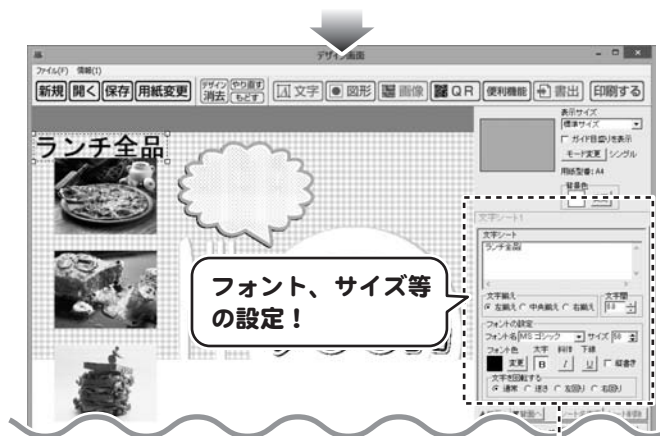 デザイン画面
ファイル(F) 情報(I)
新規 開く 保存 用紙変更 デザイン消去 やり直す もどす 文字 図形 画像 QR 便利機能 書出 印刷する
表示サイズ
標準サイズ
ガイド目盛りを表示
モード変更 シングル
用紙型番:A4
背景色
ランチ全品
文字シート1
文字シート
ランチ全品
フォント、サイズ等
の設定!
文字揃え 文字間
左揃え 中央揃え 右揃え 0.0
フォントの設定
フォント名 MS ゴシック サイズ 50
フォント色 太字 斜体 下線
変更 B I U 縦書き
文字を回転する
通常 逆さ 左回り 右回り